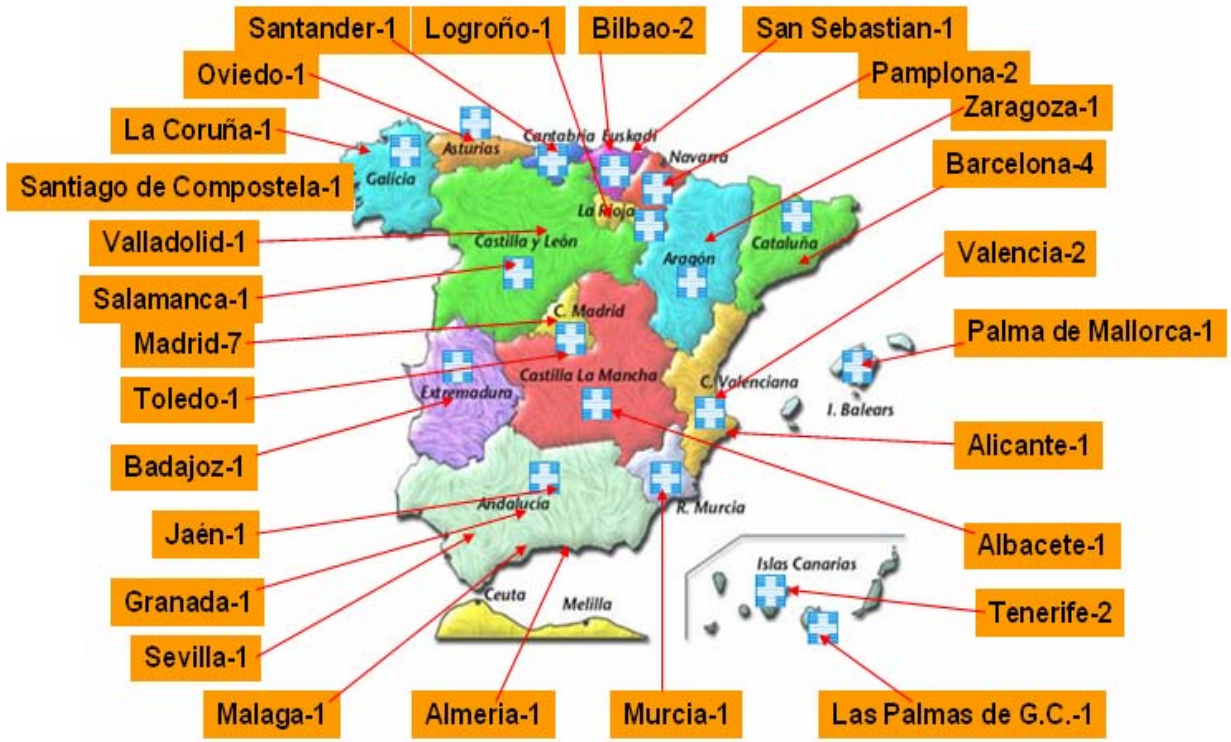 Santander-1
Logroño-1
Bilbao-2
San Sebastian-1
Oviedo-1
Pamplona-2
Zaragoza-1
La Coruña-1
Barcelona-4
Santiago de Compostela-1
Valladolid-1
Valencia-2
Salamanca-1
Madrid-7
Palma de Mallorca-1
Toledo-1
Alicante-1
Badajoz-1
Jaén-1
Albacete-1
Granada-1
Tenerife-2
Sevilla-1
Malaga-1
Almeria-1
Murcia-1
Las Palmas de G.C.-1
Cantabria
Euskadi
Asturias
Navarra
Galicia
La Rioja
Castilla y León
Cataluña
Aragón
C. Madrid
Castilla La Mancha
C. Valenciana
Extremadura
I. Balears
Andalucía
R. Murcia
Islas Canarias
Ceuta
Melilla